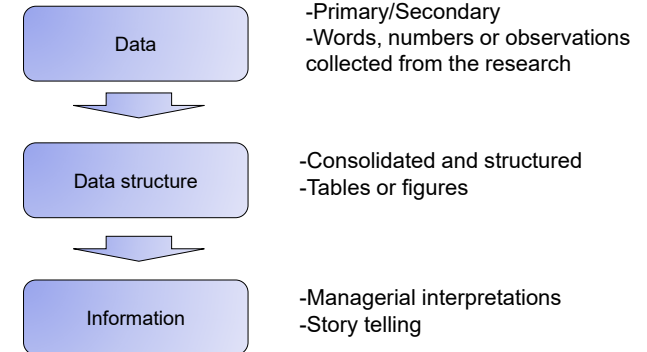 Data
-Primary/Secondary
-Words, numbers or observations
collected from the research
Data structure
-Consolidated and structured
-Tables or figures
Information
-Managerial interpretations
-Story telling